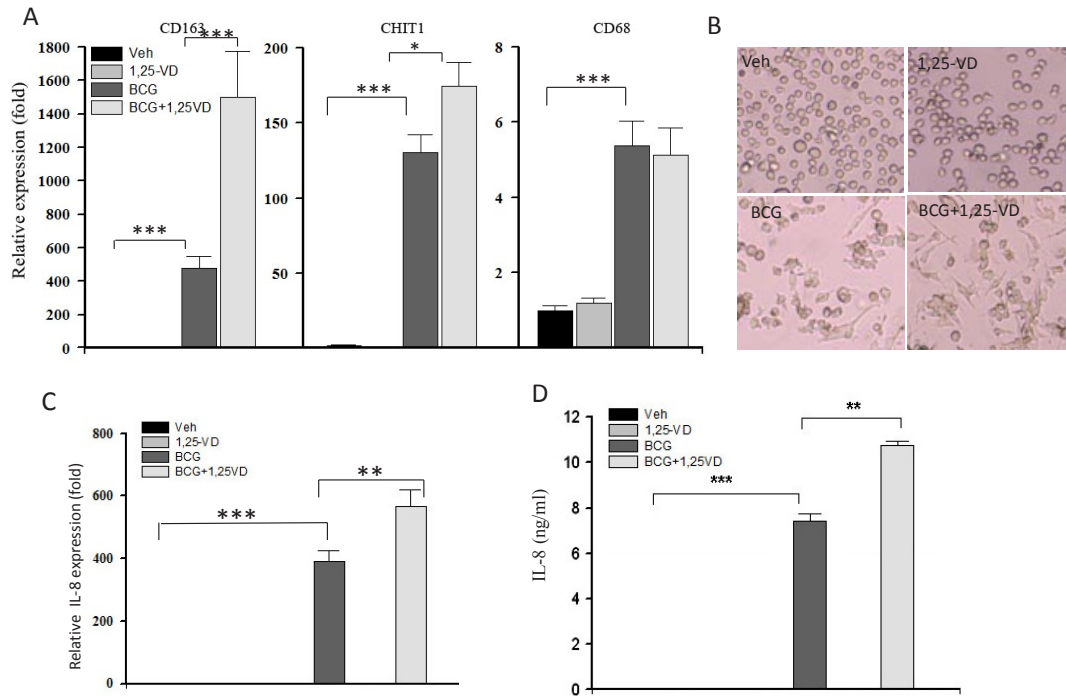 A
CD163
CHIT1
CD68
Relative expression (fold)
1800
1600
1400
1200
1000
800
600
400
200
0
Veh
1,25-VD
BCG
BCG+1,25VD
***
***
200
150
100
50
***
*
8
6
4
2
0
***
B
Veh
1,25-VD
BCG
BCG+1,25-VD
C
Relative IL-8 expression (fold)
800
600
400
200
0
Veh
1,25-VD
BCG
BCG+1,25VD
***
**
D
IL-8 (ng/ml)
12
10
8
6
4
2
0
Veh
1,25-VD
BCG
BCG+1,25VD
***
**